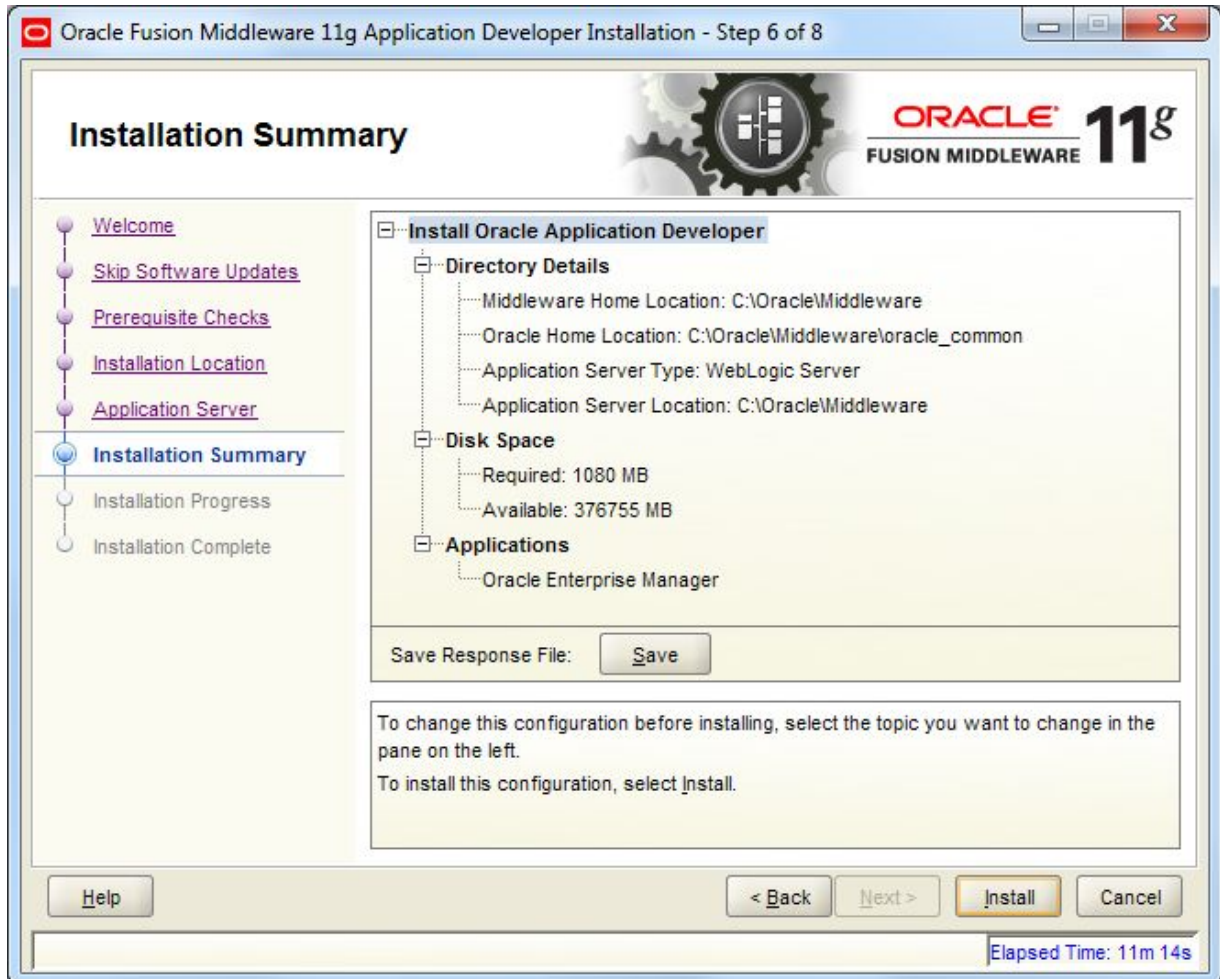 Oracle Fusion Middleware 11g Application Developer Installation - Step 6 of 8
Installation Summary
ORACLE
FUSION MIDDLEWARE
11g
Welcome
Skip Software Updates
Prerequisite Checks
Installation Location
Application Server
Installation Summary
Installation Progress
Installation Complete
Install Oracle Application Developer
Directory Details
Middleware Home Location: C:\Oracle\Middleware
Oracle Home Location: C:\Oracle\Middleware\oracle_common
Application Server Type: WebLogic Server
Application Server Location: C:\Oracle\Middleware
Disk Space
Required: 1080 MB
Available: 376755 MB
Applications
Oracle Enterprise Manager
Save Response File: Save
To change this configuration before installing, select the topic you want to change in the
pane on the left.
To install this configuration, select Install.
Help < Back Next > Install Cancel
Elapsed Time: 11m 14s